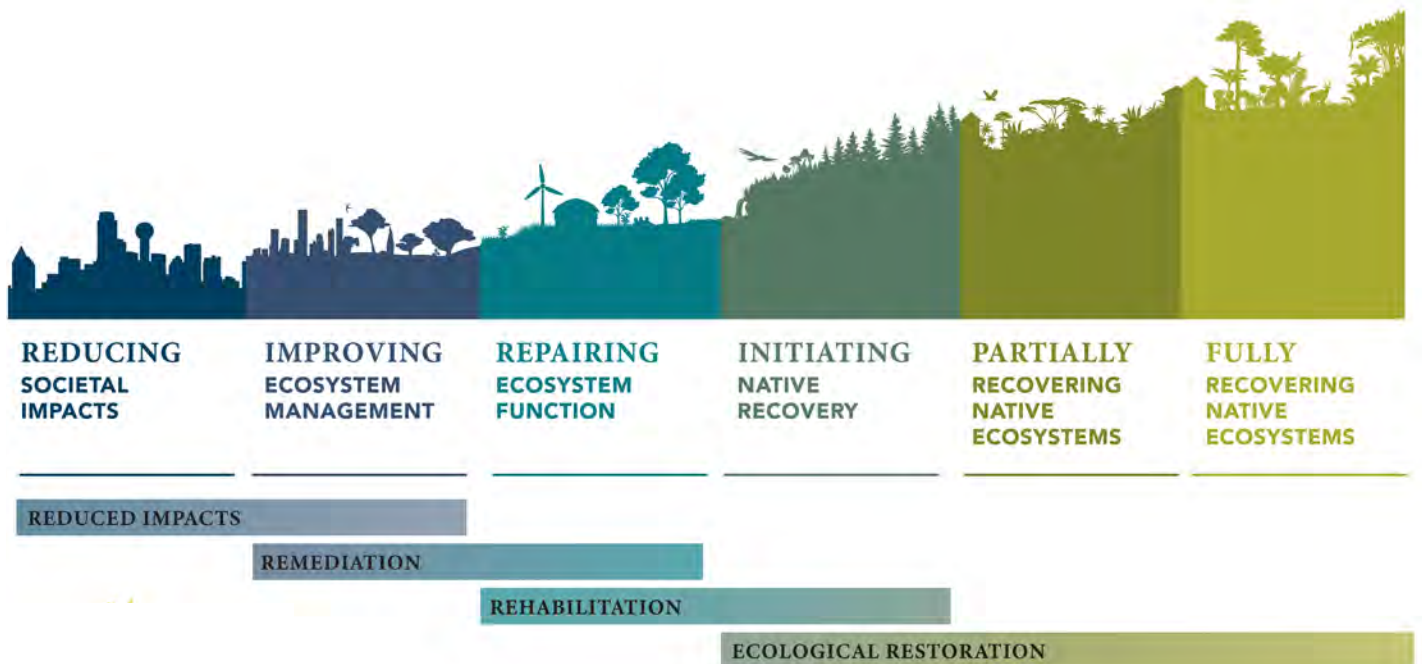 REDUCING
SOCIETAL
IMPACTS
IMPROVING
ECOSYSTEM
MANAGEMENT
REPAIRING
ECOSYSTEM
FUNCTION
INITIATING
NATIVE
RECOVERY
PARTIALLY
RECOVERING
NATIVE
ECOSYSTEMS
FULLY
RECOVERING
NATIVE
ECOSYSTEMS
REDUCED IMPACTS
REMEDIATION
REHABILITATION
ECOLOGICAL RESTORATION